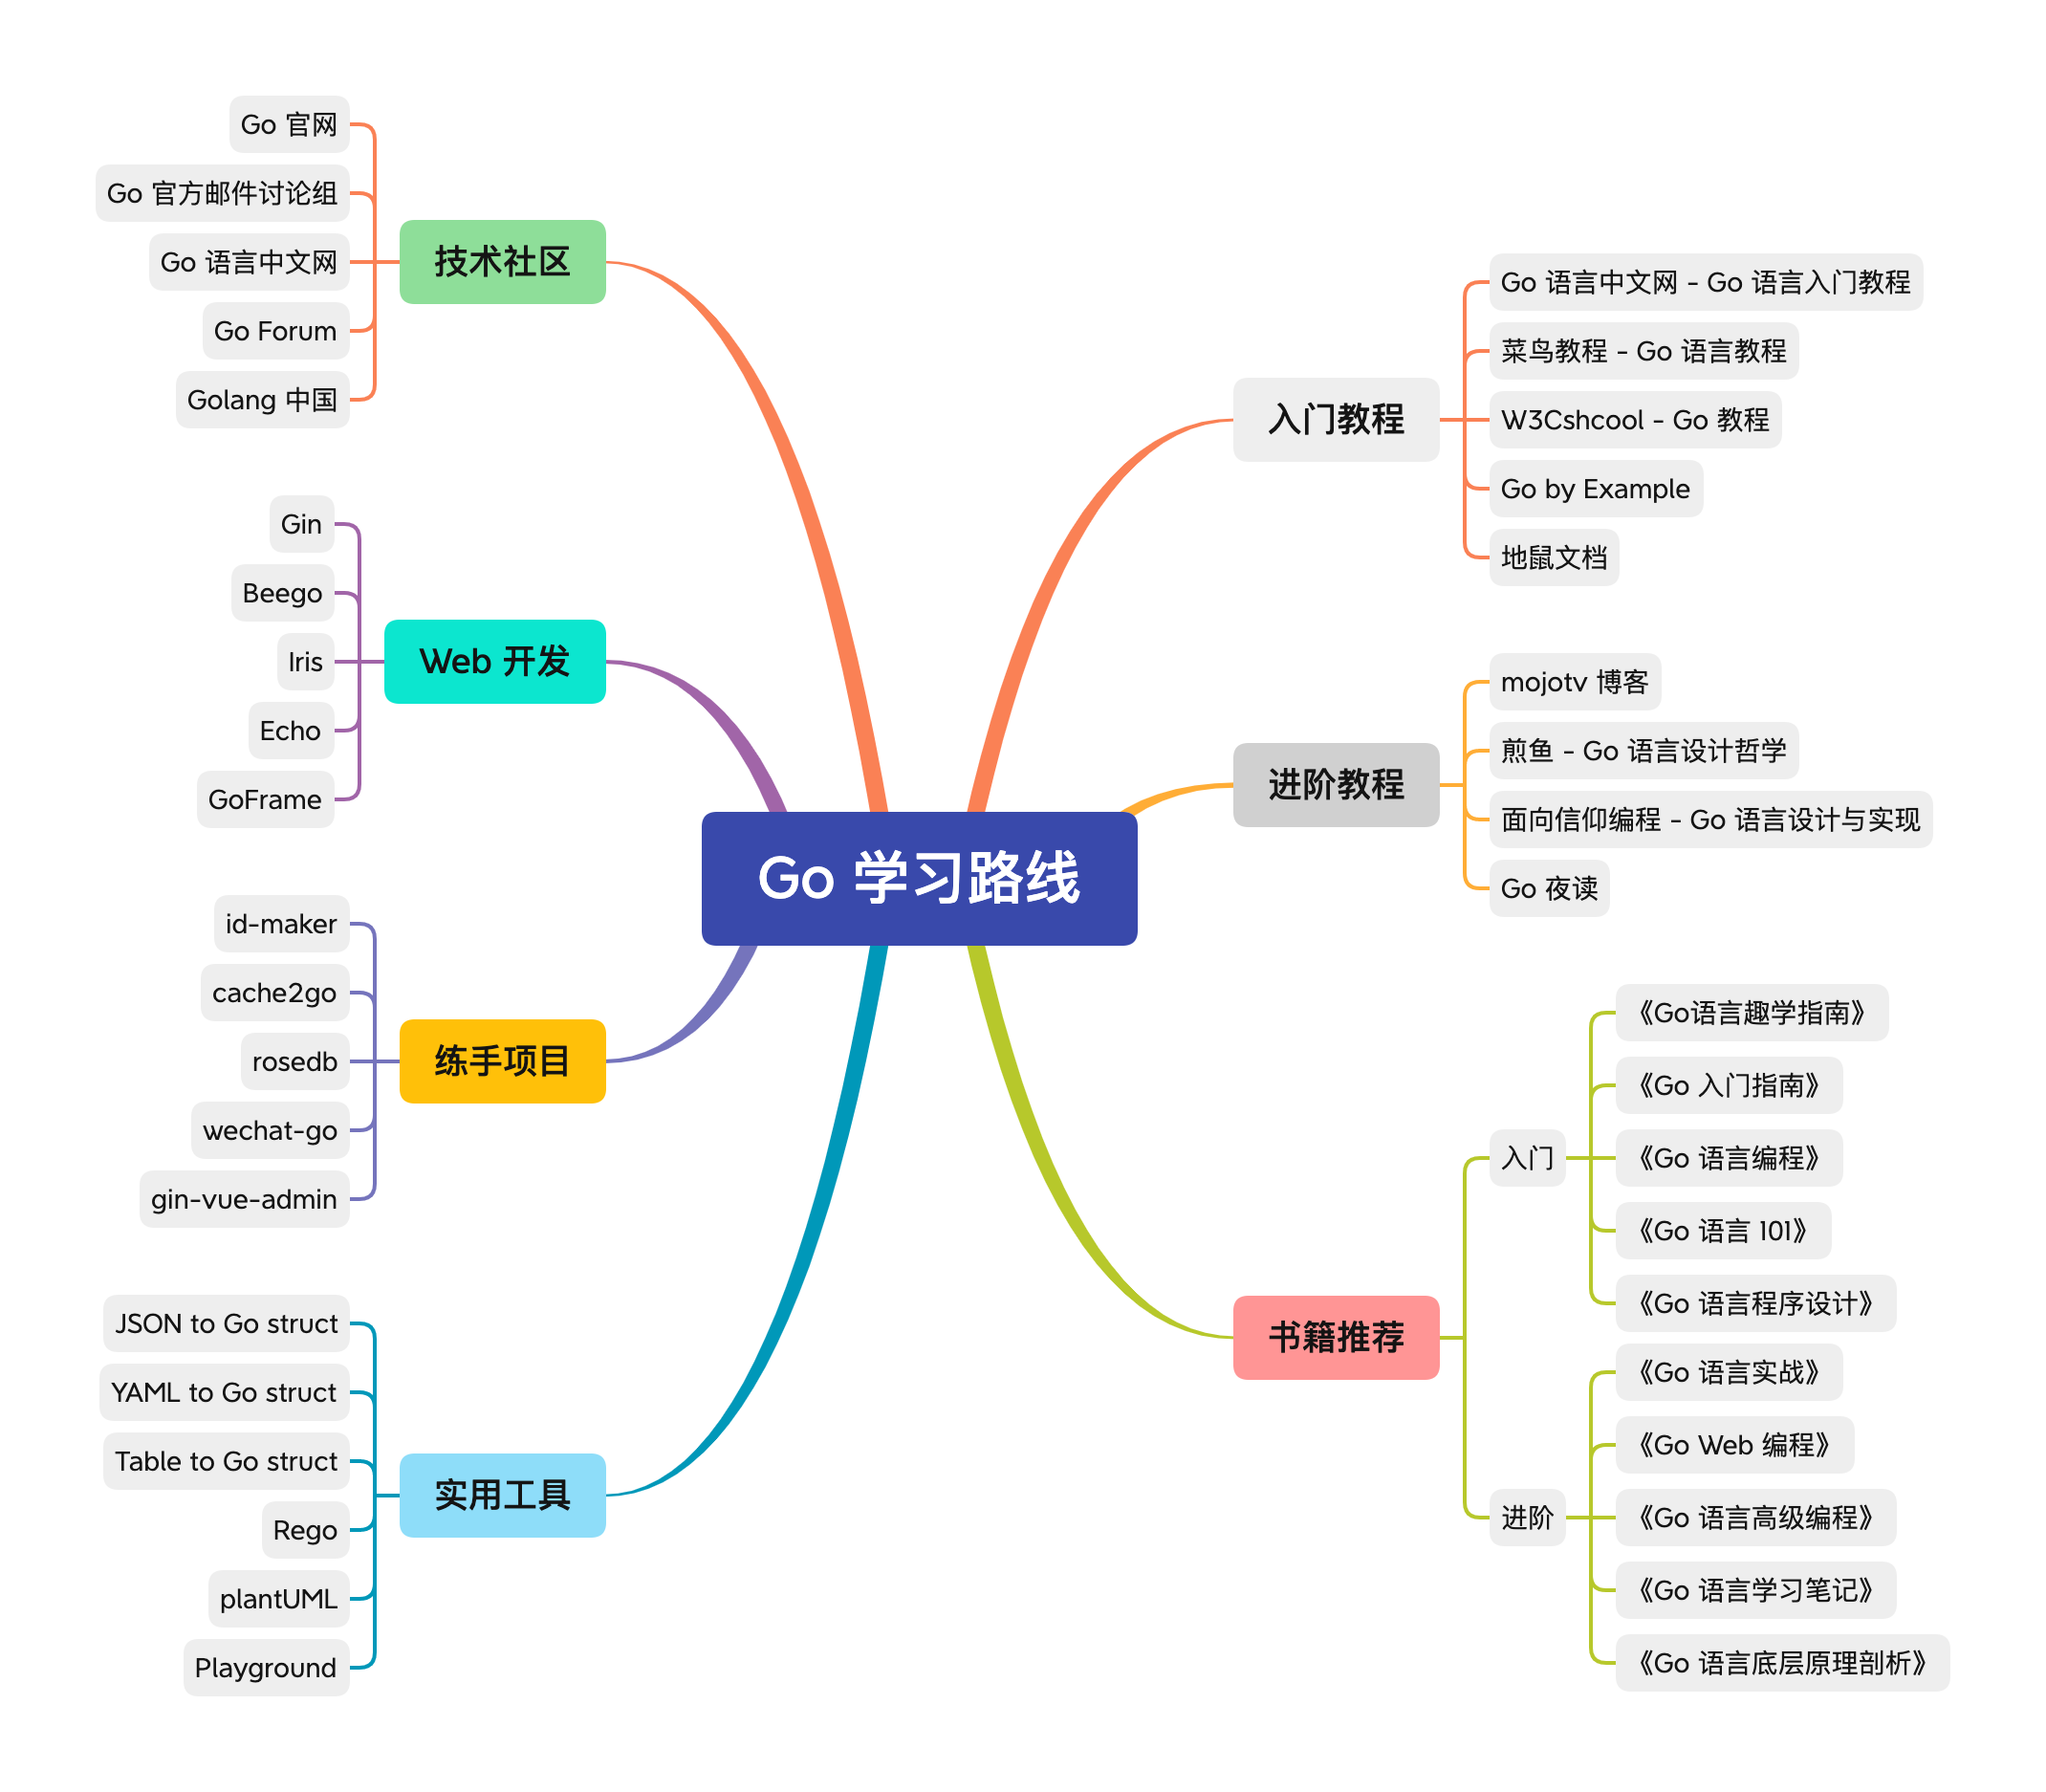 Go 学习路线
技术社区
Go 官网
Go 官方邮件讨论组
Go 语言中文网
Go Forum
Golang 中国
Web 开发
Gin
Beego
Iris
Echo
GoFrame
练手项目
id-maker
cache2go
rosedb
wechat-go
gin-vue-admin
实用工具
JSON to Go struct
YAML to Go struct
Table to Go struct
Rego
plantUML
Playground
入门教程
Go 语言中文网 - Go 语言入门教程
菜鸟教程 - Go 语言教程
W3Cshcool - Go 教程
Go by Example
地鼠文档
进阶教程
mojotv 博客
煎鱼 - Go 语言设计哲学
面向信仰编程 - Go 语言设计与实现
Go 夜读
书籍推荐
入门
《Go语言趣学指南》
《Go 入门指南》
《Go 语言编程》
《Go 语言 101》
《Go 语言程序设计》
进阶
《Go 语言实战》
《Go Web 编程》
《Go 语言高级编程》
《Go 语言学习笔记》
《Go 语言底层原理剖析》